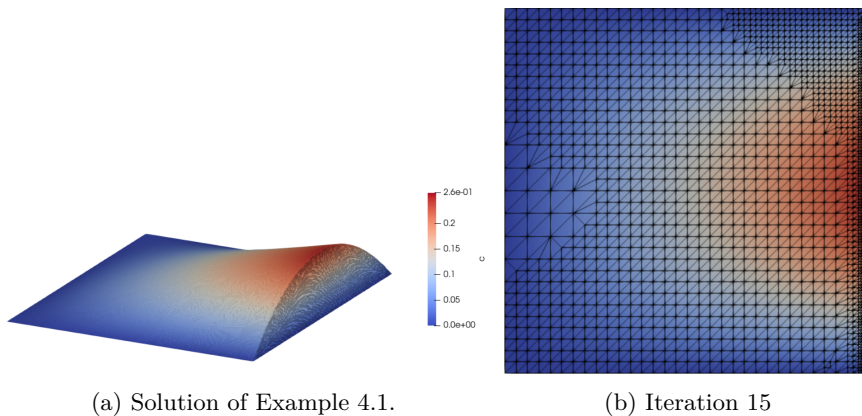 2.6e-01
0.2
0.15
0.1
0.05
0.0e+00
c
(a) Solution of Example 4.1.
(b) Iteration 15